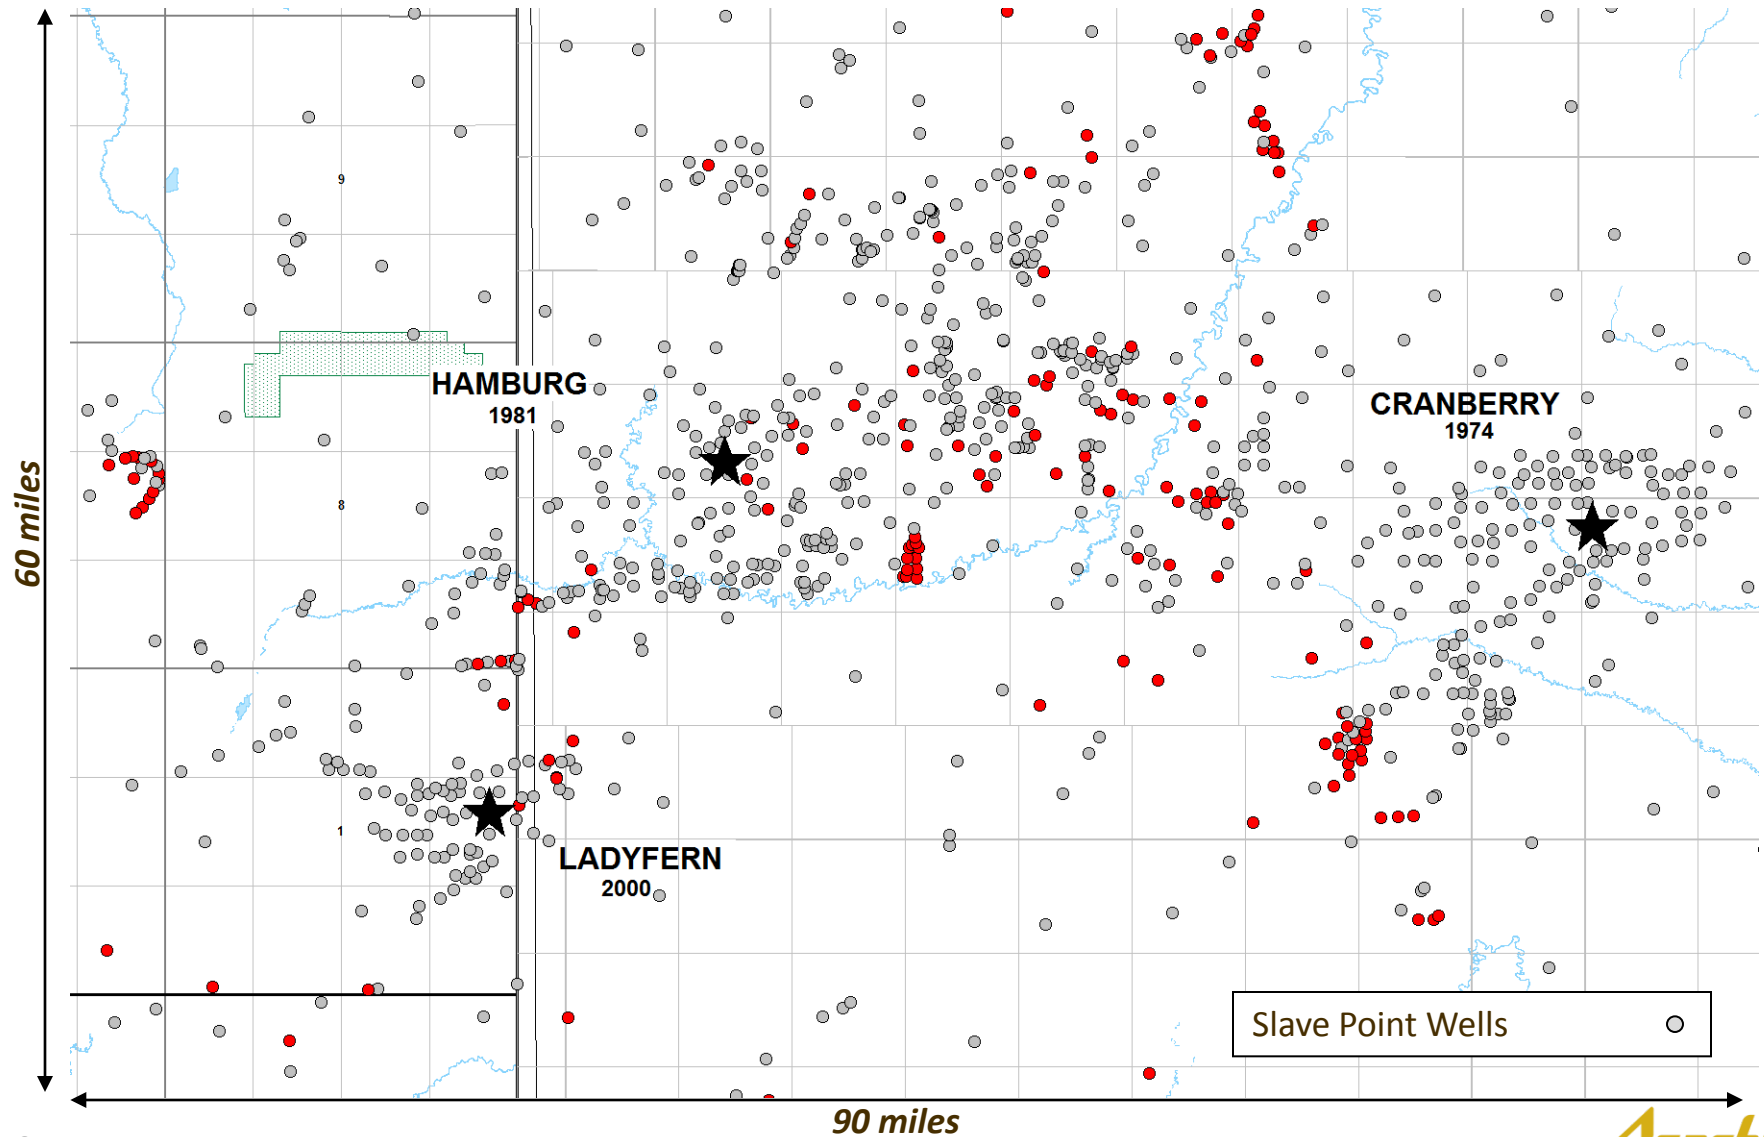 9
HAMBURG
1981
CRANBERRY
1974
60 miles
8
1
LADYFERN
2000
Slave Point Wells
90 miles